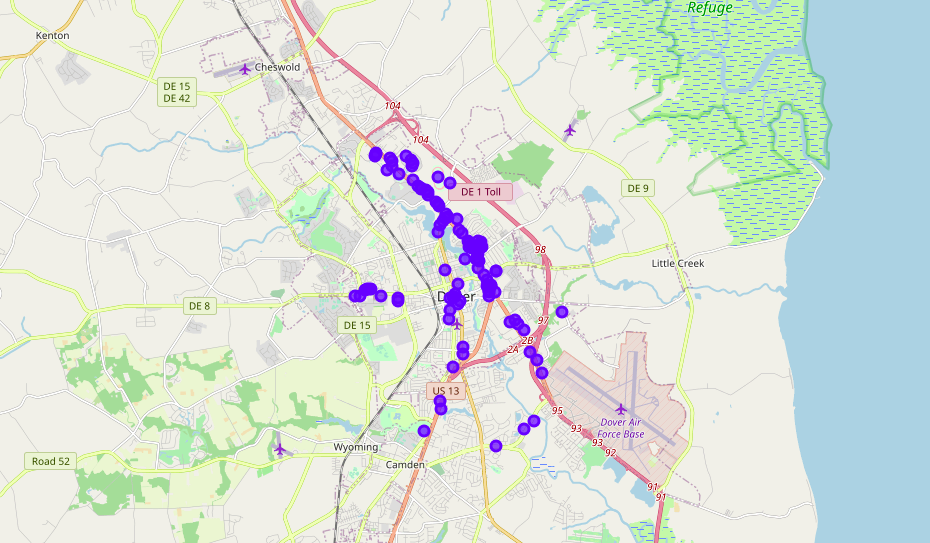 Refuge
Kenton
Cheswold
DE 15
DE 42
104
104
DE 1 Toll
DE 9
98
Little Creek
DE 8
DE 15
97
2B
2A
US 13
95
Dover Air
Force Base
93
93
92
91
91
Wyoming
Camden
Road 52